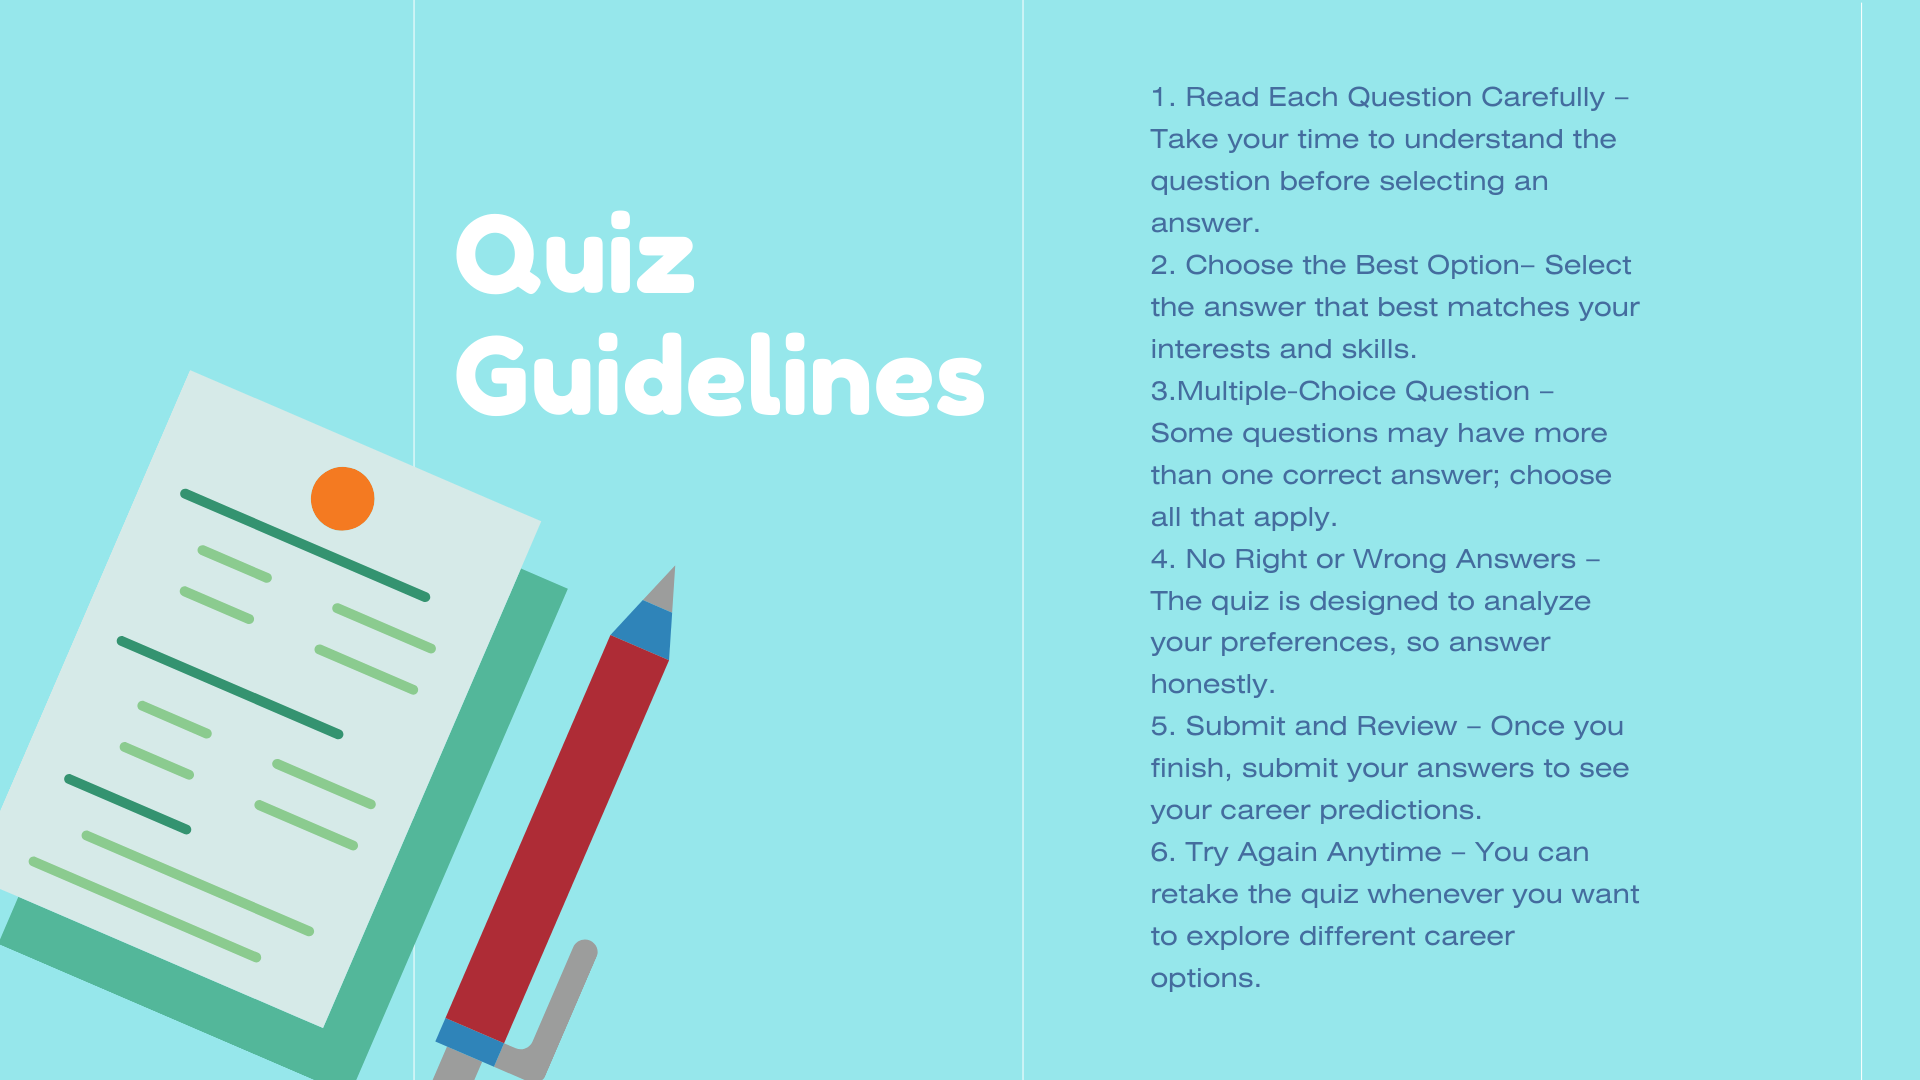 Quiz
Guidelines
1. Read Each Question Carefully –
Take your time to understand the
question before selecting an
answer.
2. Choose the Best Option– Select
the answer that best matches your
interests and skills.
3.Multiple-Choice Question –
Some questions may have more
than one correct answer; choose
all that apply.
4. No Right or Wrong Answers –
The quiz is designed to analyze
your preferences, so answer
honestly.
5. Submit and Review – Once you
finish, submit your answers to see
your career predictions.
6. Try Again Anytime – You can
retake the quiz whenever you want
to explore different career
options.